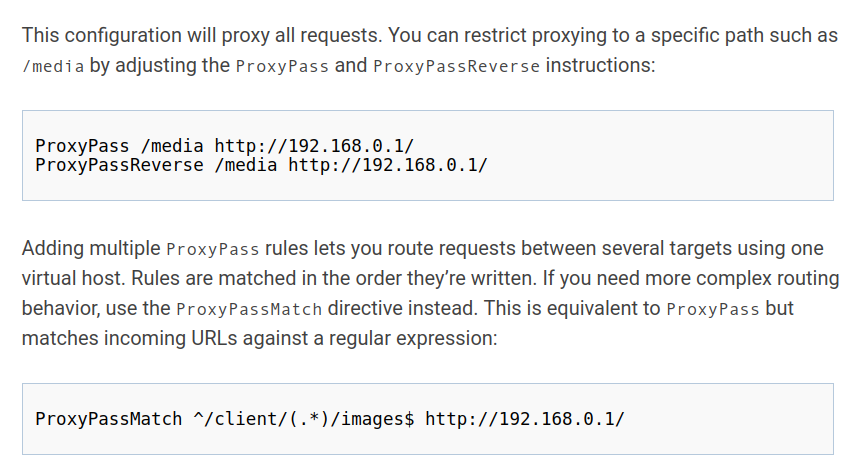 This configuration will proxy all requests. You can restrict proxying to a specific path such as
/media by adjusting the ProxyPass and ProxyPassReverse instructions:
ProxyPass /media http://192.168.0.1/
ProxyPassReverse /media http://192.168.0.1/
Adding multiple ProxyPass rules lets you route requests between several targets using one
virtual host. Rules are matched in the order they’re written. If you need more complex routing
behavior, use the ProxyPassMatch directive instead. This is equivalent to ProxyPass but
matches incoming URLs against a regular expression:
ProxyPassMatch ^/client/(.*)/images$ http://192.168.0.1/